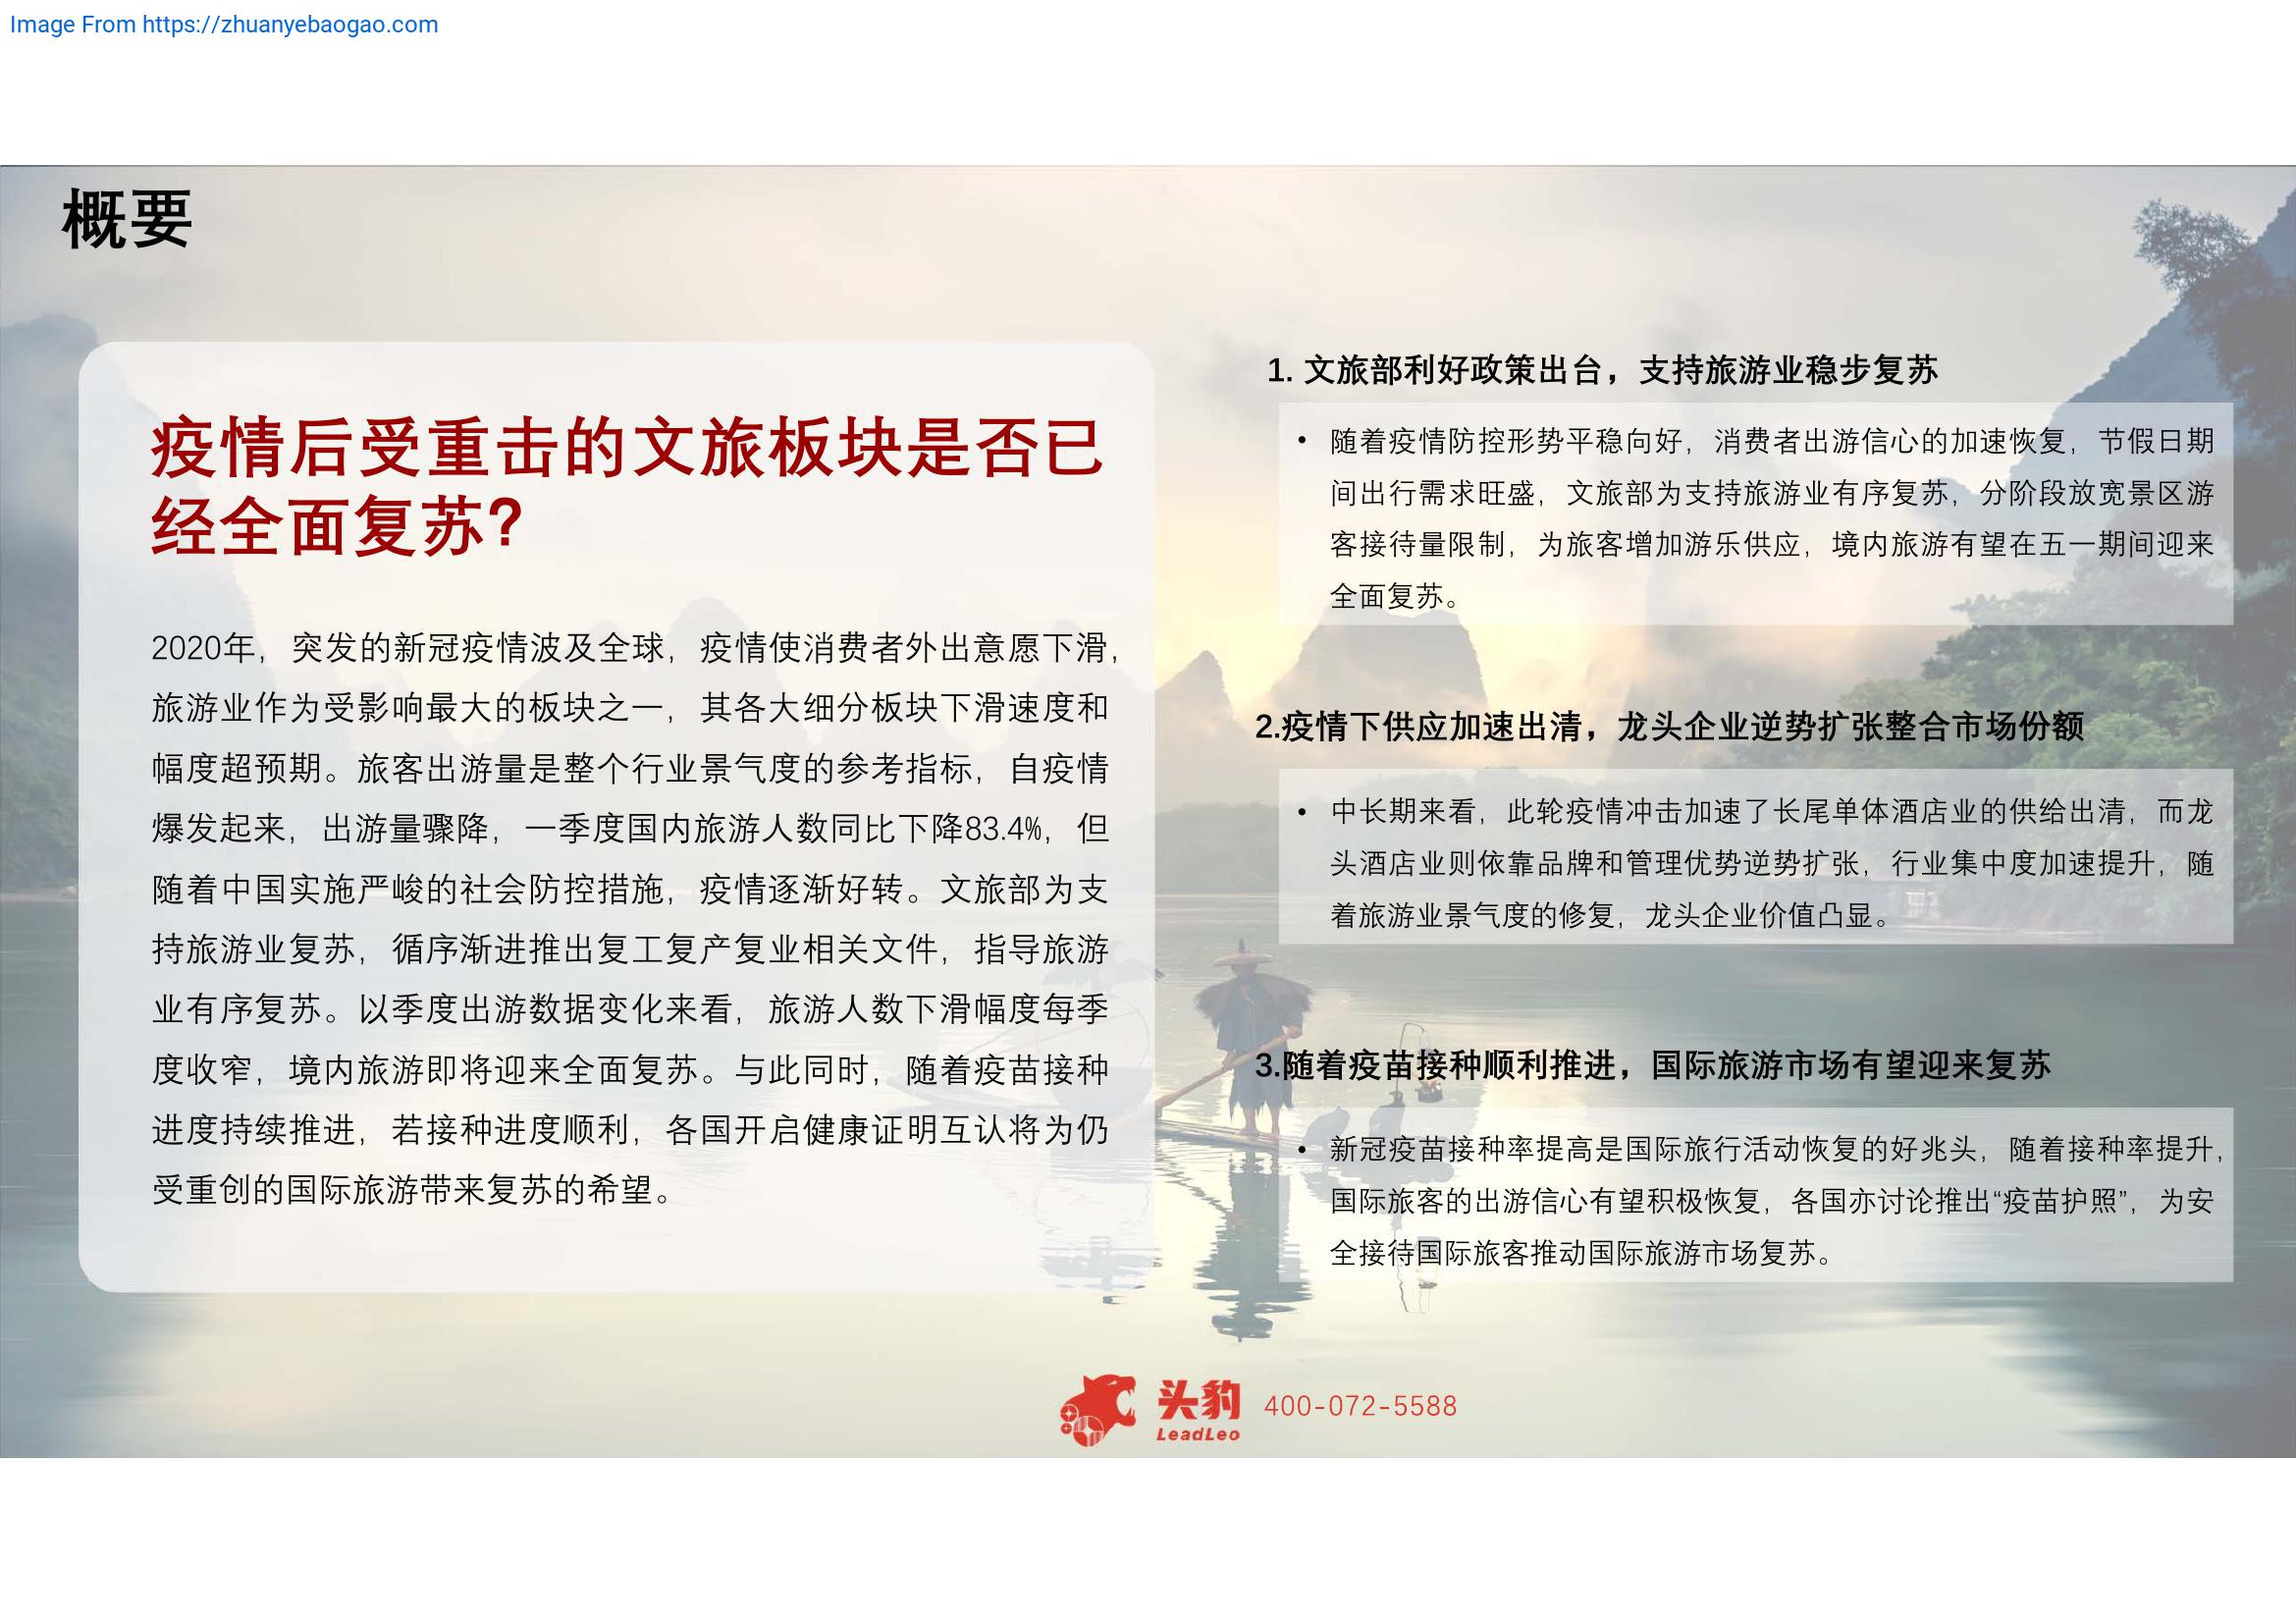 Image From https://zhuanyebaogao.com
概要
疫情后受重击的文旅板块是否已
经全面复苏?
2020年，突发的新冠疫情波及全球，疫情使消费者外出意愿下滑，
旅游业作为受影响最大的板块之一，其各大细分板块下滑速度和
幅度超预期。旅客出游量是整个行业景气度的参考指标，自疫情
爆发起来，出游量骤降，一季度国内旅游人数同比下降83.4%，但
随着中国实施严峻的社会防控措施，疫情逐渐好转。文旅部为支
持旅游业复苏，循序渐进推出复工复产复业相关文件，指导旅游
业有序复苏。以季度出游数据变化来看，旅游人数下滑幅度每季
度收窄，境内旅游即将迎来全面复苏。与此同时，随着疫苗接种
进度持续推进，若接种进度顺利，各国开启健康证明互认将为仍
受重创的国际旅游带来复苏的希望。
1. 文旅部利好政策出台，支持旅游业稳步复苏
• 随着疫情防控形势平稳向好，消费者出游信心的加速恢复，节假日期
间出行需求旺盛，文旅部为支持旅游业有序复苏，分阶段放宽景区游
客接待量限制，为旅客增加游乐供应，境内旅游有望在五一期间迎来
全面复苏。
2.疫情下供应加速出清，龙头企业逆势扩张整合市场份额
• 中长期来看，此轮疫情冲击加速了长尾单体酒店业的供给出清，而龙
头酒店业则依靠品牌和管理优势逆势扩张，行业集中度加速提升，随
着旅游业景气度的修复，龙头企业价值凸显。
3.随着疫苗接种顺利推进，国际旅游市场有望迎来复苏
• 新冠疫苗接种率提高是国际旅行活动恢复的好兆头，随着接种率提升，
国际旅客的出游信心有望积极恢复，各国亦讨论推出“疫苗护照”，为安
全接待国际旅客推动国际旅游市场复苏。
头豹 400-072-5588
LeadLeo